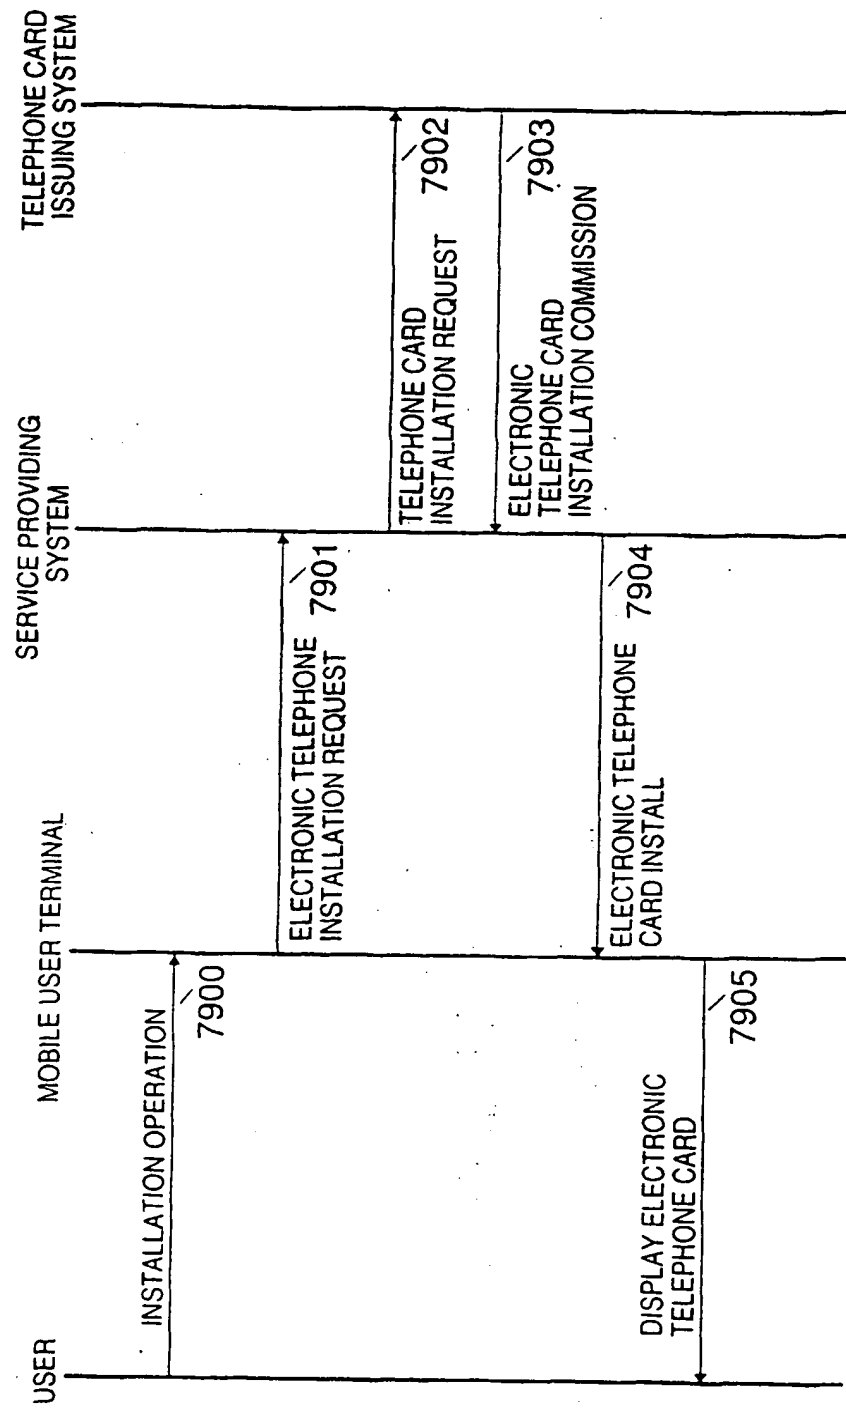 USER
MOBILE USER TERMINAL
SERVICE PROVIDING
SYSTEM
TELEPHONE CARD
ISSUING SYSTEM
INSTALLATION OPERATION
7900
ELECTRONIC TELEPHONE
INSTALLATION REQUEST
7901
TELEPHONE CARD
INSTALLATION REQUEST
7902
ELECTRONIC
TELEPHONE CARD
INSTALLATION COMMISSION
7903
ELECTRONIC TELEPHONE
CARD INSTALL
7904
DISPLAY ELECTRONIC
TELEPHONE CARD
7905